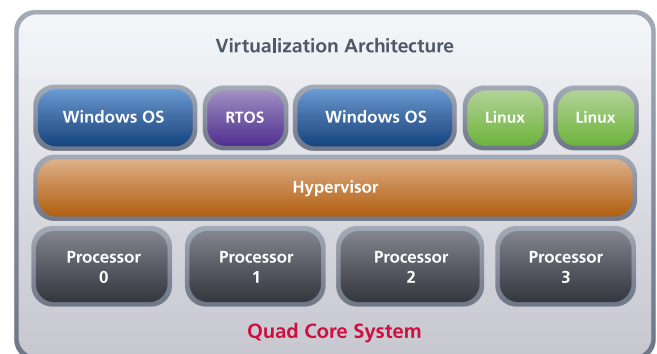 Virtualization Architecture
Windows OS
RTOS
Windows OS
Linux
Linux
Hypervisor
Processor
0
Processor
1
Processor
2
Processor
3
Quad Core System